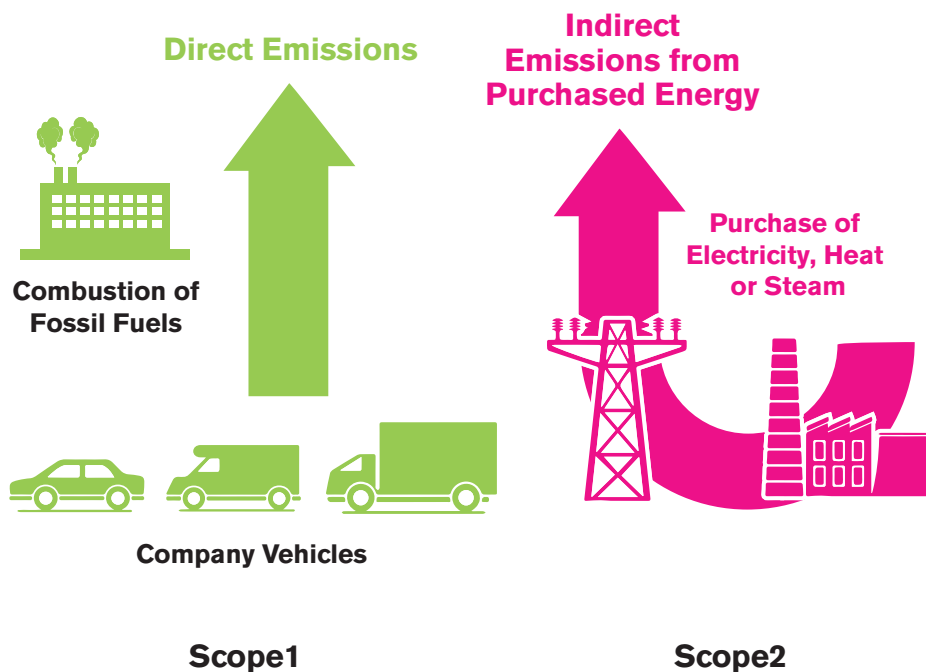 Direct Emissions
Combustion of
Fossil Fuels
Company Vehicles
Scope1
Indirect
Emissions from
Purchased Energy
Purchase of
Electricity, Heat
or Steam
Scope2